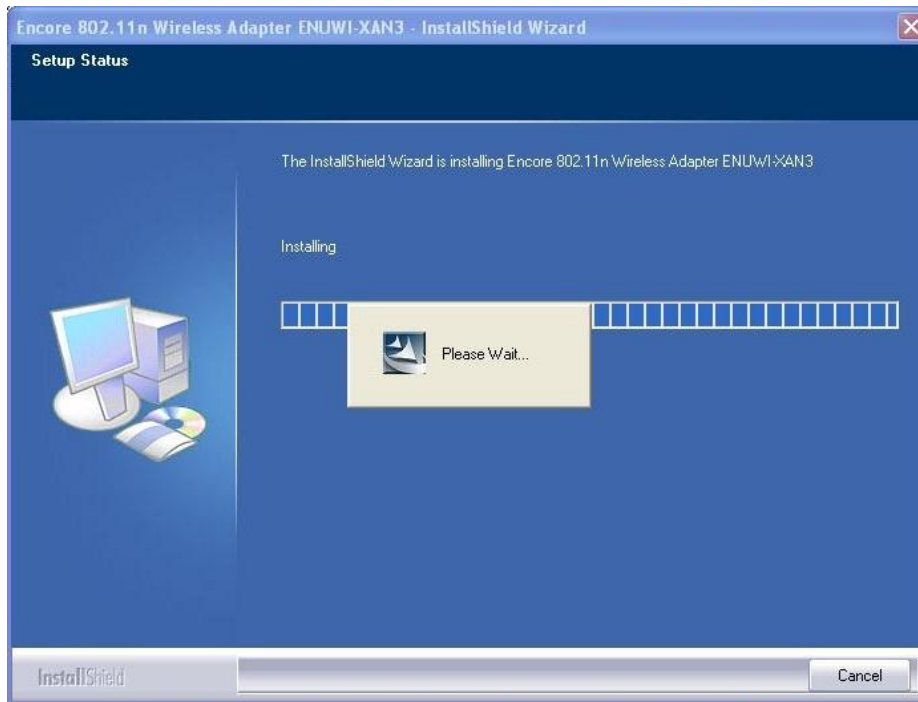 Encore 802.11n Wireless Adapter ENUWI-XAN3 - InstallShield Wizard
Setup Status
The InstallShield Wizard is installing Encore 802.11n Wireless Adapter ENUWI-XAN3
Installing
Please Wait...
InstallShield
Cancel